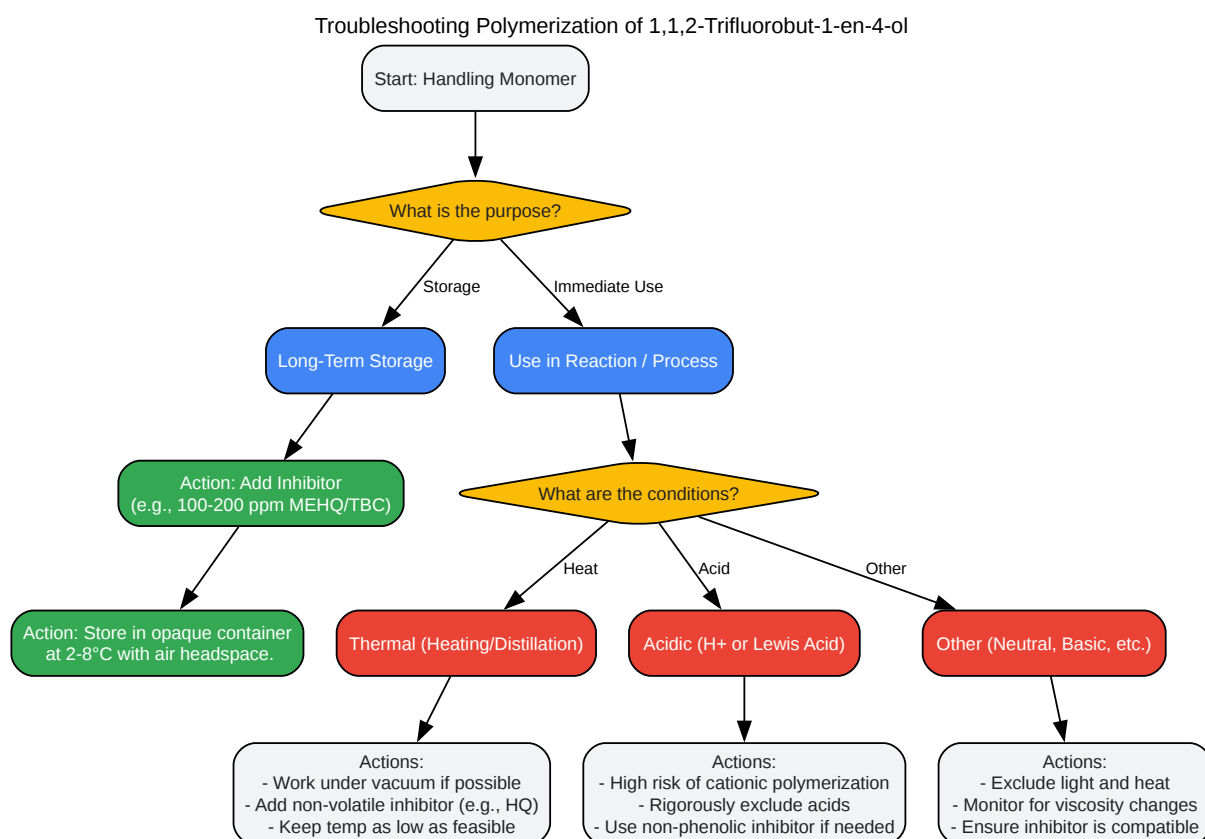 Troubleshooting Polymerization of 1,1,2-Trifluorobut-1-en-4-ol
Start: Handling Monomer
What is the purpose?
Storage
Immediate Use
Long-Term Storage
Use in Reaction / Process
Action: Add Inhibitor
(e.g., 100-200 ppm MEHQ/TBC)
What are the conditions?
Heat
Acid
Other
Action: Store in opaque container
at 2-8°C with air headspace.
Thermal (Heating/Distillation)
Acidic (H+ or Lewis Acid)
Other (Neutral, Basic, etc.)
Actions:
- Work under vacuum if possible
- Add non-volatile inhibitor (e.g., HQ)
- Keep temp as low as feasible
Actions:
- High risk of cationic polymerization
- Rigorously exclude acids
- Use non-phenolic inhibitor if needed
Actions:
- Exclude light and heat
- Monitor for viscosity changes
- Ensure inhibitor is compatible